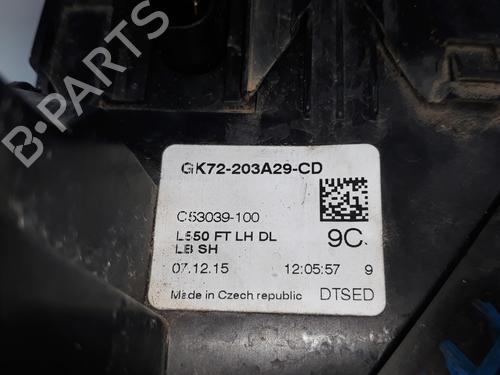 GK72-203A29-CD
C53039-100
L550 FT LH DL
LB SH
9C
07.12.15 12:05:57 9
Made in Czech republic DTSED
B-PARTS